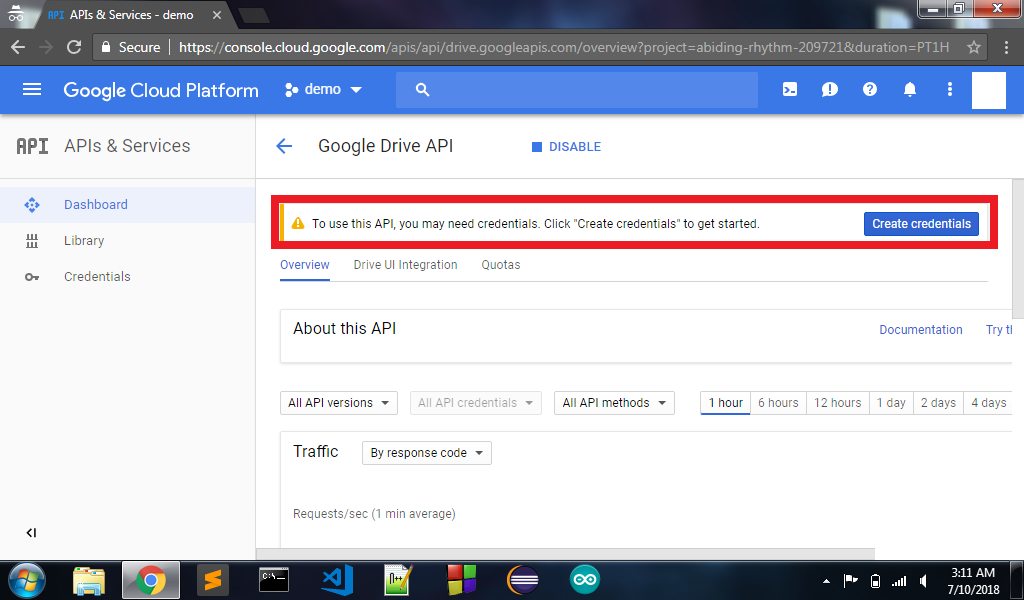 API APIs & Services - demo
Secure https://console.cloud.google.com/apis/api/drive.googleapis.com/overview?project=abiding-rhythm-209721&duration=PT1H
Google Cloud Platform demo
API APIs & Services
Google Drive API DISABLE
Dashboard
Library
Credentials
To use this API, you may need credentials. Click "Create credentials" to get started. Create credentials
Overview Drive UI Integration Quotas
About this API Documentation Try th
All API versions All API credentials All API methods 1 hour 6 hours 12 hours 1 day 2 days 4 days
Traffic By response code
Requests/sec (1 min average)
C:\_
n++
3:11 AM
7/10/2018